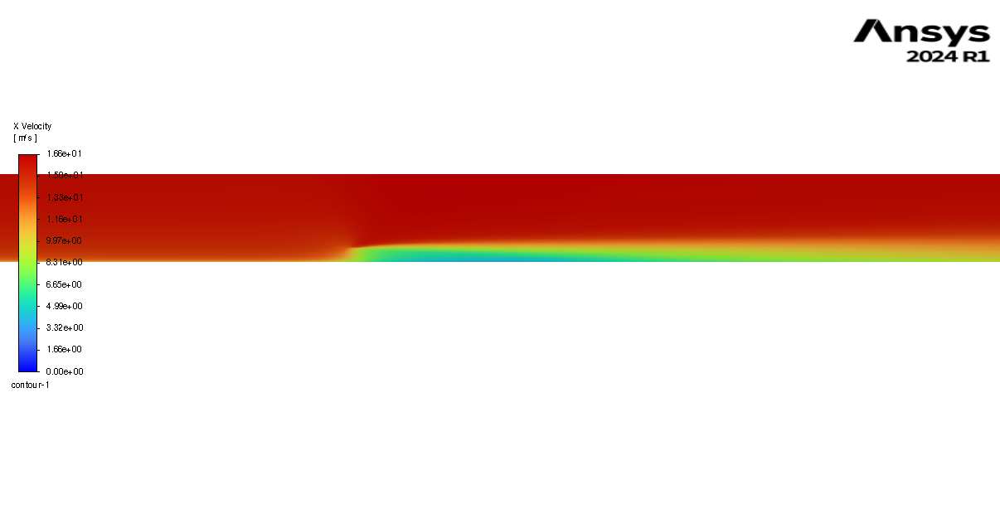 Ansys
2024 R1
X Velocity
[ m/s ]
1.66e+01
1.50e+01
1.33e+01
1.16e+01
9.97e+00
8.31e+00
6.65e+00
4.99e+00
3.32e+00
1.66e+00
0.00e+00
contour-1